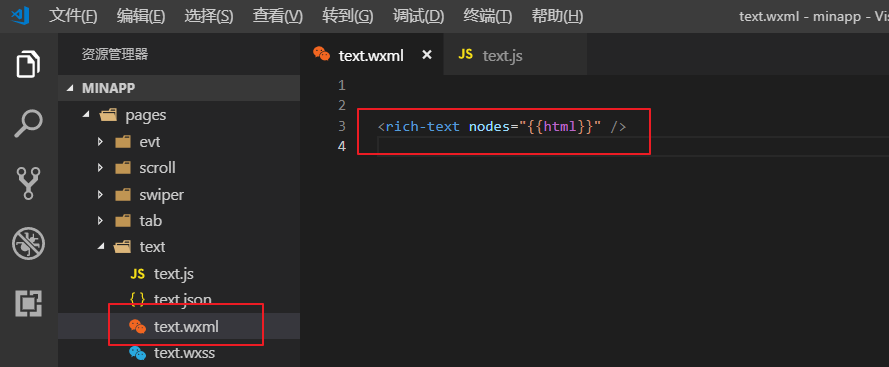 文件(F) 编辑(E) 选择(S) 查看(V) 转到(G) 调试(D) 终端(T) 帮助(H) text.wxml - minapp - Vis
资源管理器
MINAPP
pages
evt
scroll
swiper
tab
text
JS text.js
{ } text.json
text.wxml
text.wxss
text.wxml × JS text.js
1
2
3 <rich-text nodes="{{html}}" />
4